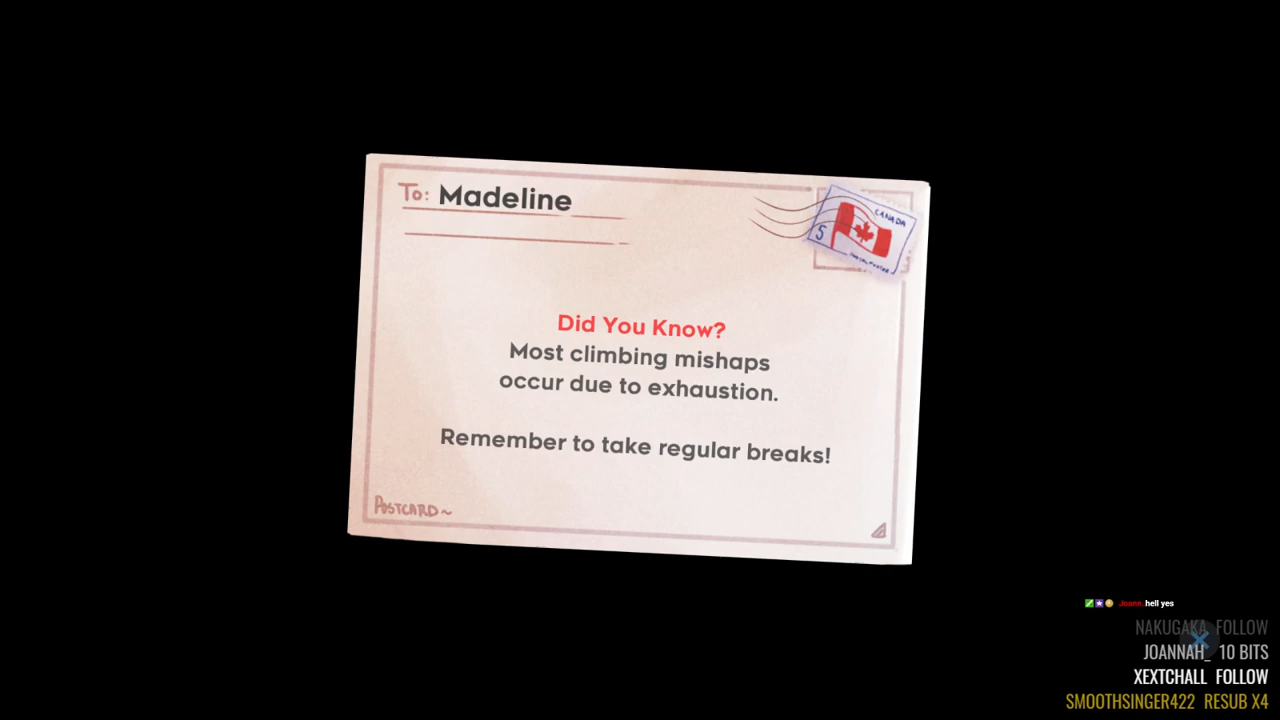 To: Madeline
CANADA
5
Did You Know?
Most climbing mishaps
occur due to exhaustion.
Remember to take regular breaks!
POSTCARD~
Joann: hell yes
NAKUGAKA FOLLOW
JOANNAH_ 10 BITS
XEXTCHALL FOLLOW
SMOOTHSINGER422 RESUB X4